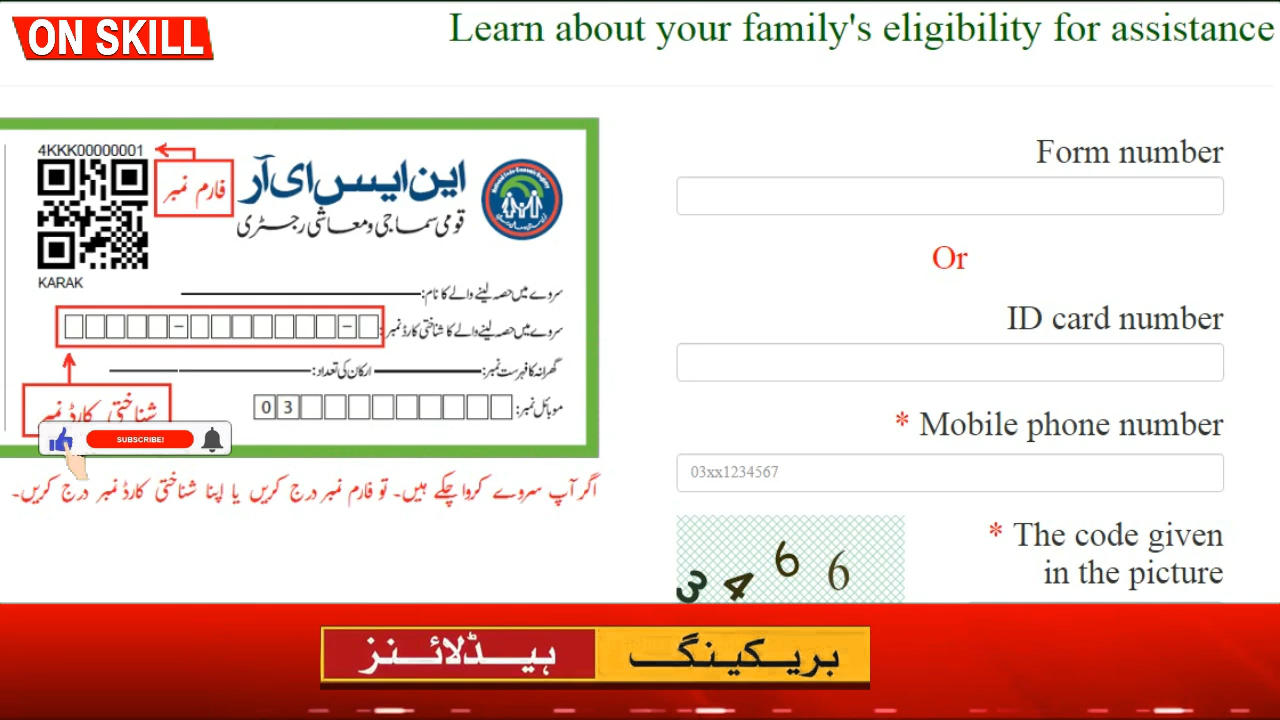 ON SKILL
Learn about your family's eligibility for assistance
4KKK00000001
فارم نمبر
این ایس ای آر
قومی سماجی و معاشی رجسٹری
KARAK
سروے میں حصہ لینے والے کا نام:
سروے میں حصہ لینے والے کا شناختی کارڈ نمبر:
گھرانہ کا فہرست نمبر: ارکان کی تعداد:
شناختی کارڈ نمبر
موبائل نمبر: 03
SUBSCRIBE!
اگر آپ سروے کروا چکے ہیں۔ تو فارم نمبر درج کریں یا اپنا شناختی کارڈ نمبر درج کریں۔
Form number
Or
ID card number
* Mobile phone number
03xx1234567
* The code given
in the picture
3466
بریکینگ ہیڈلائنز